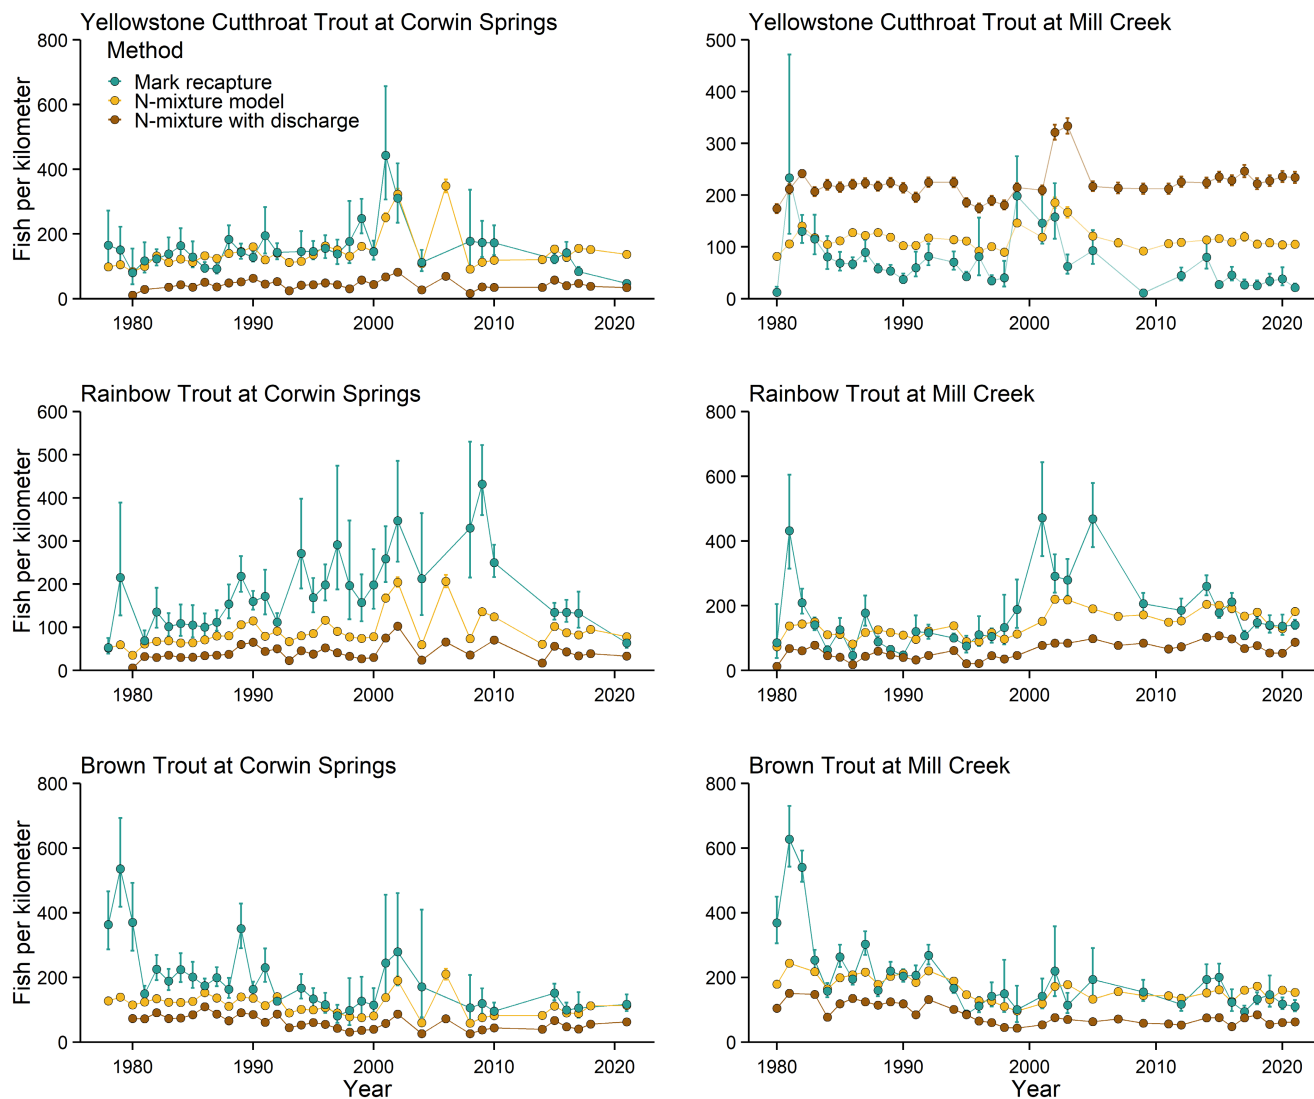 Yellowstone Cutthroat Trout at Corwin Springs
Method
Mark recapture
N-mixture model
N-mixture with discharge
Fish per kilometer
800
600
400
200
0
1980 1990 2000 2010 2020
Yellowstone Cutthroat Trout at Mill Creek
500
400
300
200
100
0
1980 1990 2000 2010 2020
Rainbow Trout at Corwin Springs
Fish per kilometer
600
500
400
300
200
100
0
1980 1990 2000 2010 2020
Rainbow Trout at Mill Creek
800
600
400
200
0
1980 1990 2000 2010 2020
Brown Trout at Corwin Springs
Fish per kilometer
800
600
400
200
0
1980 1990 2000 2010 2020
Year
Brown Trout at Mill Creek
800
600
400
200
0
1980 1990 2000 2010 2020
Year